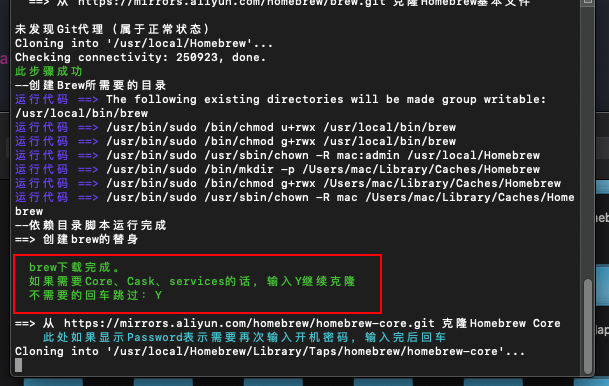 ==> 从 https://mirrors.aliyun.com/homebrew/brew.git 克隆Homebrew基本文件
未发现Git代理（属于正常状态）
Cloning into '/usr/local/Homebrew'...
Checking connectivity: 250923, done.
此步骤成功
--创建Brew所需要的目录
运行代码 ==> The following existing directories will be made group writable:
/usr/local/bin/brew
运行代码 ==> /usr/bin/sudo /bin/chmod u+rwx /usr/local/bin/brew
运行代码 ==> /usr/bin/sudo /bin/chmod g+rwx /usr/local/bin/brew
运行代码 ==> /usr/bin/sudo /usr/sbin/chown -R mac:admin /usr/local/Homebrew
运行代码 ==> /usr/bin/sudo /bin/mkdir -p /Users/mac/Library/Caches/Homebrew
运行代码 ==> /usr/bin/sudo /bin/chmod g+rwx /Users/mac/Library/Caches/Homebrew
运行代码 ==> /usr/bin/sudo /usr/sbin/chown -R mac /Users/mac/Library/Caches/Home
brew
--依赖目录脚本运行完成
==> 创建brew的替身
brew下载完成。
如果需要Core、Cask、services的话，输入Y继续克隆
不需要的回车跳过：Y
==> 从 https://mirrors.aliyun.com/homebrew/homebrew-core.git 克隆Homebrew Core
此处如果显示Password表示需要再次输入开机密码，输入完后回车
Cloning into '/usr/local/Homebrew/Library/Taps/homebrew/homebrew-core'...